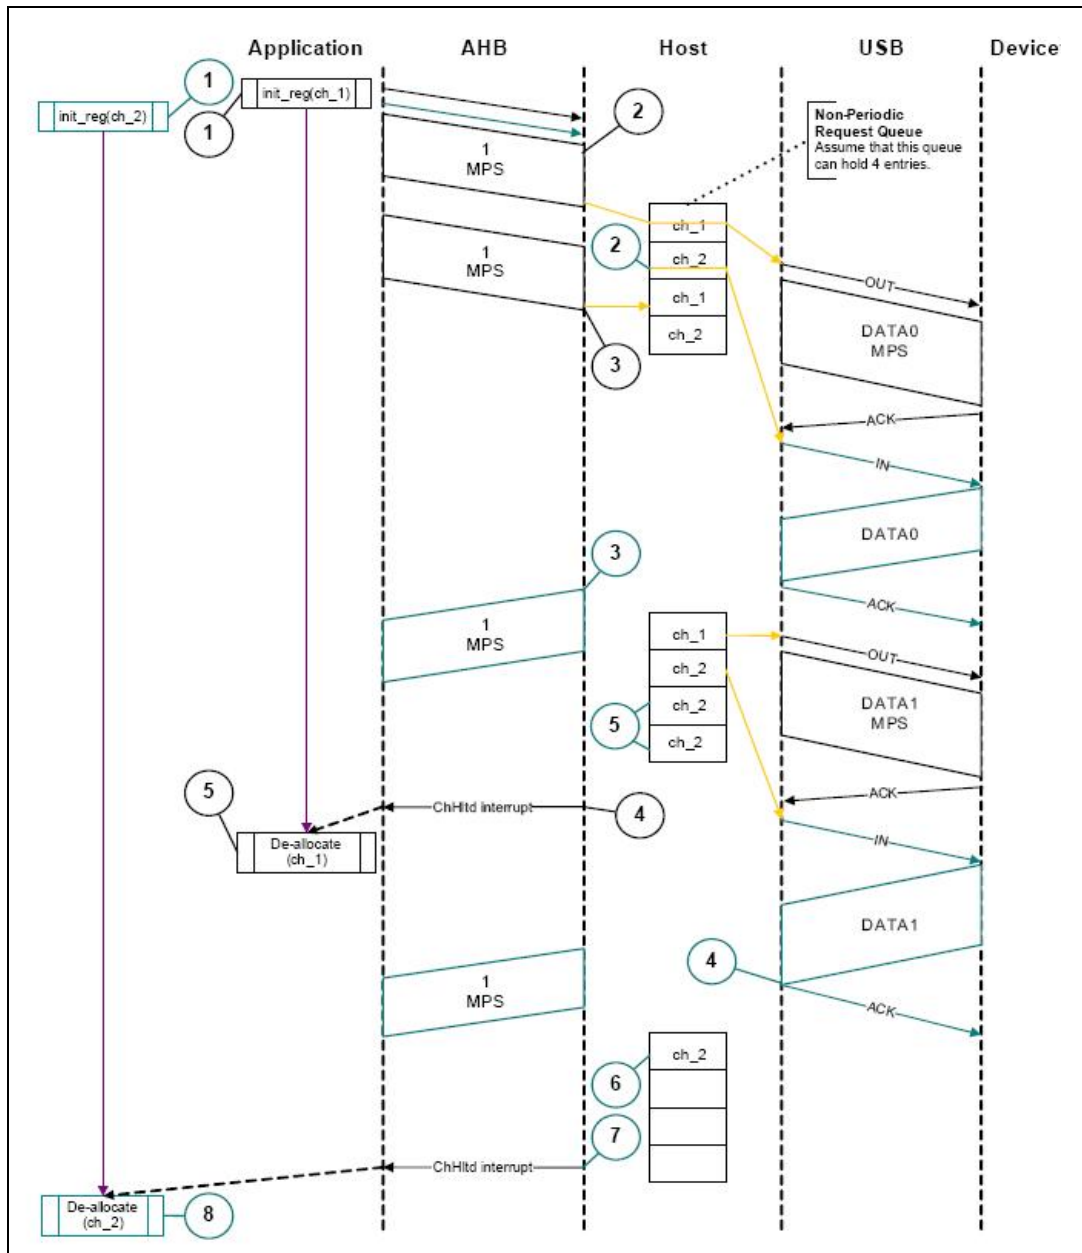 Application AHB Host USB Device
1
init_reg(ch_1)
init_reg(ch_2)
1
2
Non-Periodic
Request Queue
Assume that this queue
can hold 4 entries.
1
MPS
ch_1
2
ch_2
1
MPS
ch_1
OUT
ch_2
DATA0
MPS
3
ACK
IN
DATA0
3
ACK
1
MPS
ch_1
OUT
ch_2
ch_2
DATA1
MPS
5
ch_2
5
ChHltd interrupt
4
ACK
De-allocate
(ch_1)
IN
DATA1
4
1
MPS
ACK
ch_2
6
7
ChHltd interrupt
De-allocate
(ch_2)
8